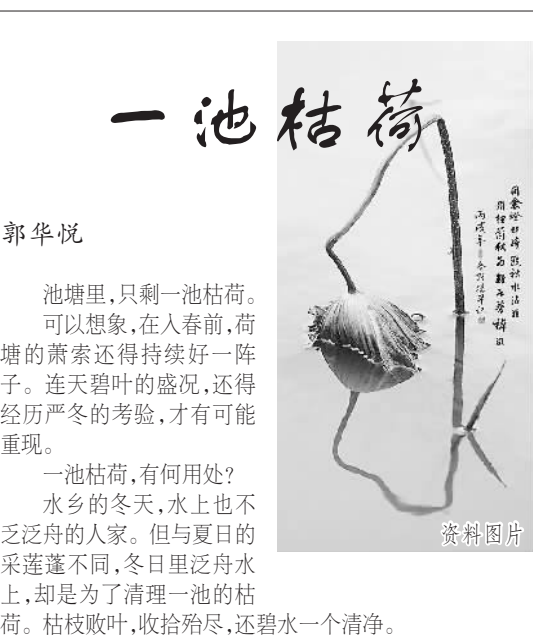 一池枯荷
郭华悦
池塘里,只剩一池枯荷。
可以想象,在入春前,荷
塘的萧索还得持续好一阵
子。连天碧叶的盛况,还得
经历严冬的考验,才有可能
重现。
一池枯荷,有何用处?
水乡的冬天,水上也不
乏泛舟的人家。但与夏日的
采莲蓬不同,冬日里泛舟水
上,却是为了清理一池的枯
荷。枯枝败叶,收拾殆尽,还碧水一个清净。
资料图片